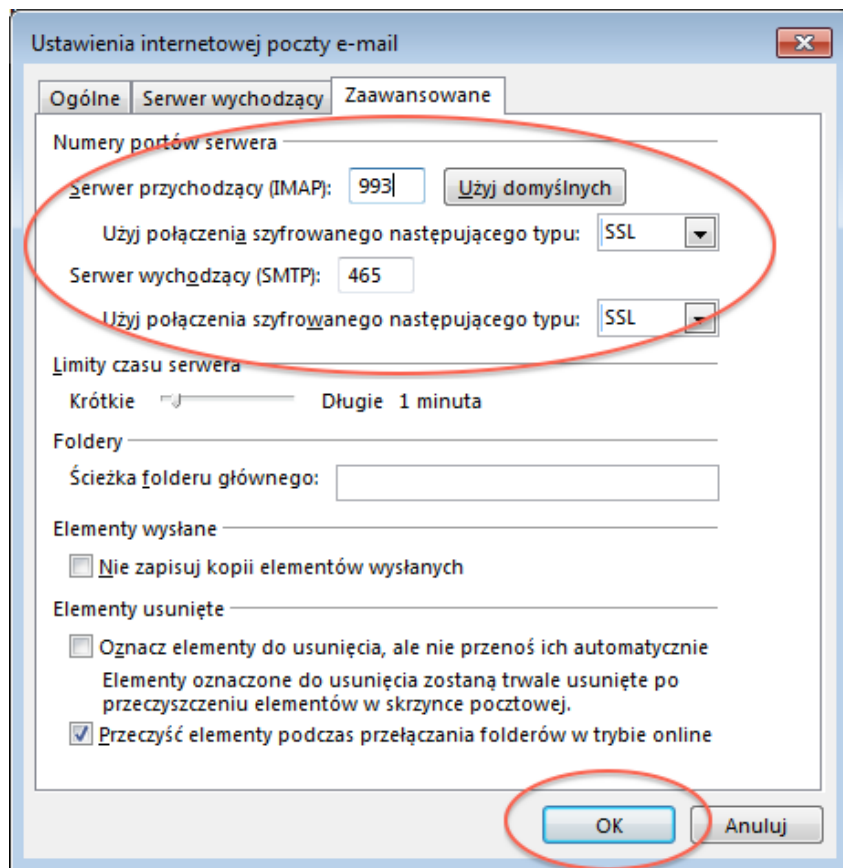 Ustawienia internetowej poczty e-mail
Ogólne Serwer wychodzący Zaawansowane
Numery portów serwera
Serwer przychodzący (IMAP): 993 Użyj domyślnych
Użyj połączenia szyfrowanego następującego typu: SSL
Serwer wychodzący (SMTP): 465
Użyj połączenia szyfrowanego następującego typu: SSL
Limity czasu serwera
Krótkie Długie 1 minuta
Foldery
Ścieżka folderu głównego:
Elementy wysłane
Nie zapisuj kopii elementów wysłanych
Elementy usunięte
Oznacz elementy do usunięcia, ale nie przenoś ich automatycznie
Elementy oznaczone do usunięcia zostaną trwale usunięte po
przeczyszczeniu elementów w skrzynce pocztowej.
Przeczyść elementy podczas przełączania folderów w trybie online
OK Anuluj